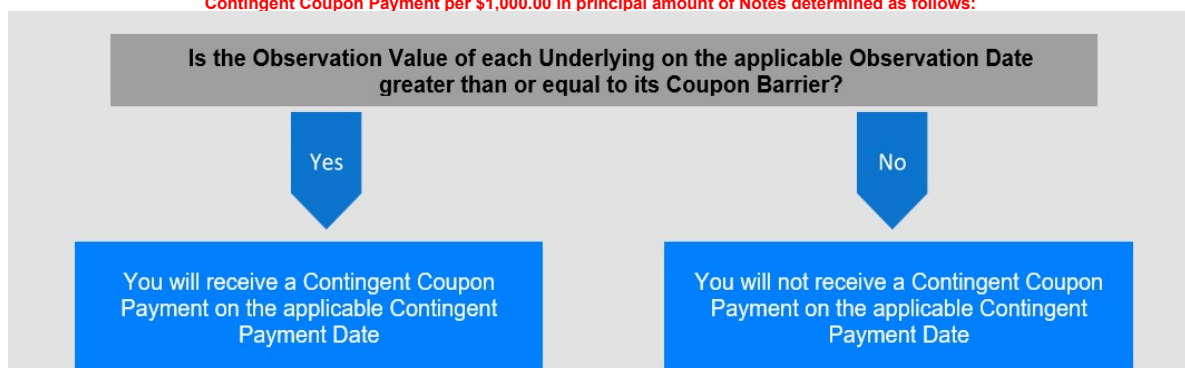 Contingent Coupon Payment per $1,000.00 in principal amount of Notes determined as follows:
Is the Observation Value of each Underlying on the applicable Observation Date
greater than or equal to its Coupon Barrier?
Yes
No
You will receive a Contingent Coupon
Payment on the applicable Contingent
Payment Date
You will not receive a Contingent Coupon
Payment on the applicable Contingent
Payment Date